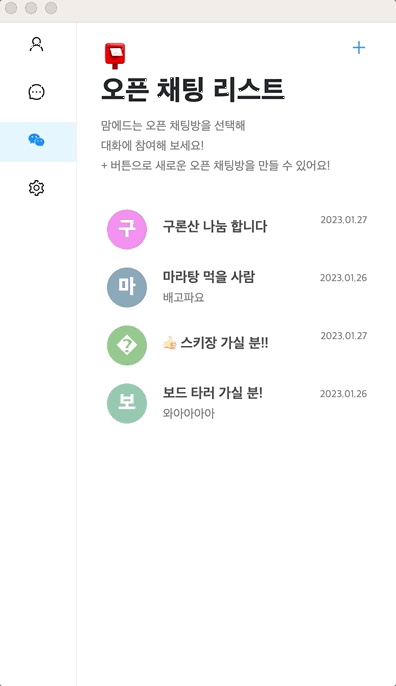 📮
오픈 채팅 리스트
맘에드는 오픈 채팅방을 선택해
대화에 참여해 보세요!
+ 버튼으로 새로운 오픈 채팅방을 만들 수 있어요!
구 구론산 나눔 합니다 2023.01.27
마 마라탕 먹을 사람 2023.01.26
배고파요
� 👍🏻 스키장 가실 분!! 2023.01.27
보 보드 타러 가실 분! 2023.01.26
와아아아아